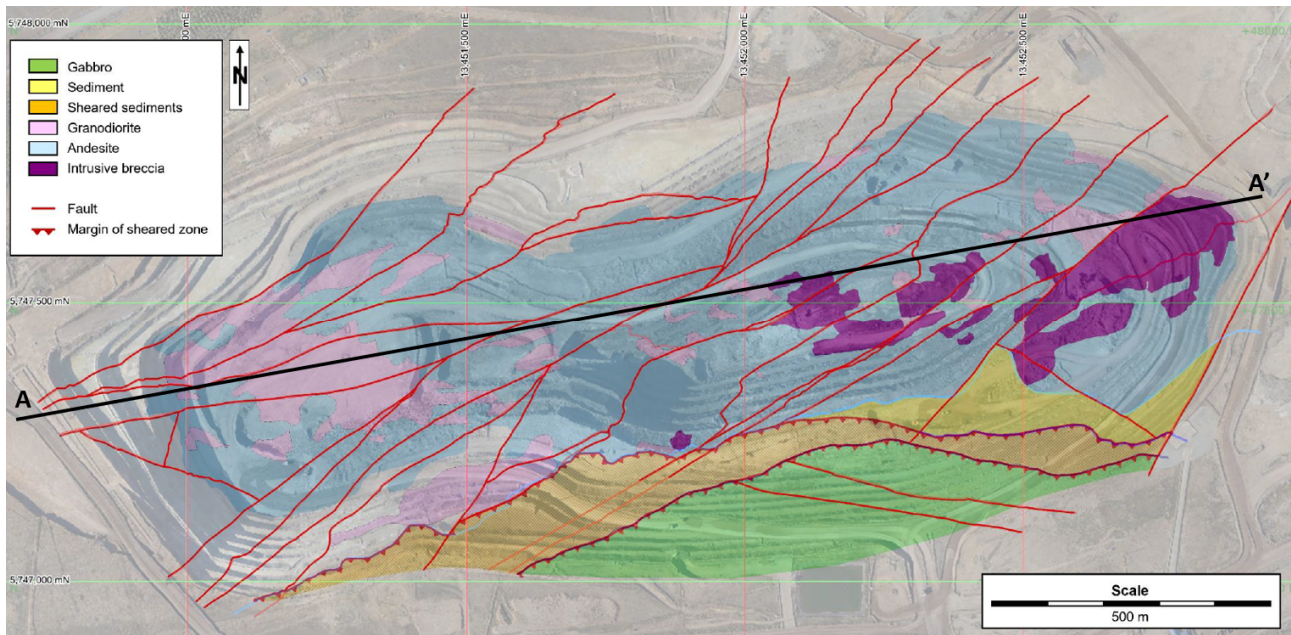 5,748,000 mN
13,451,500 mE
13,452,000 mE
13,452,500 mE
N
Gabbro
Sediment
Sheared sediments
Granodiorite
Andesite
Intrusive breccia
Fault
Margin of sheared zone
A'
5,747,500 mN
A
5,747,000 mN
Scale
500 m